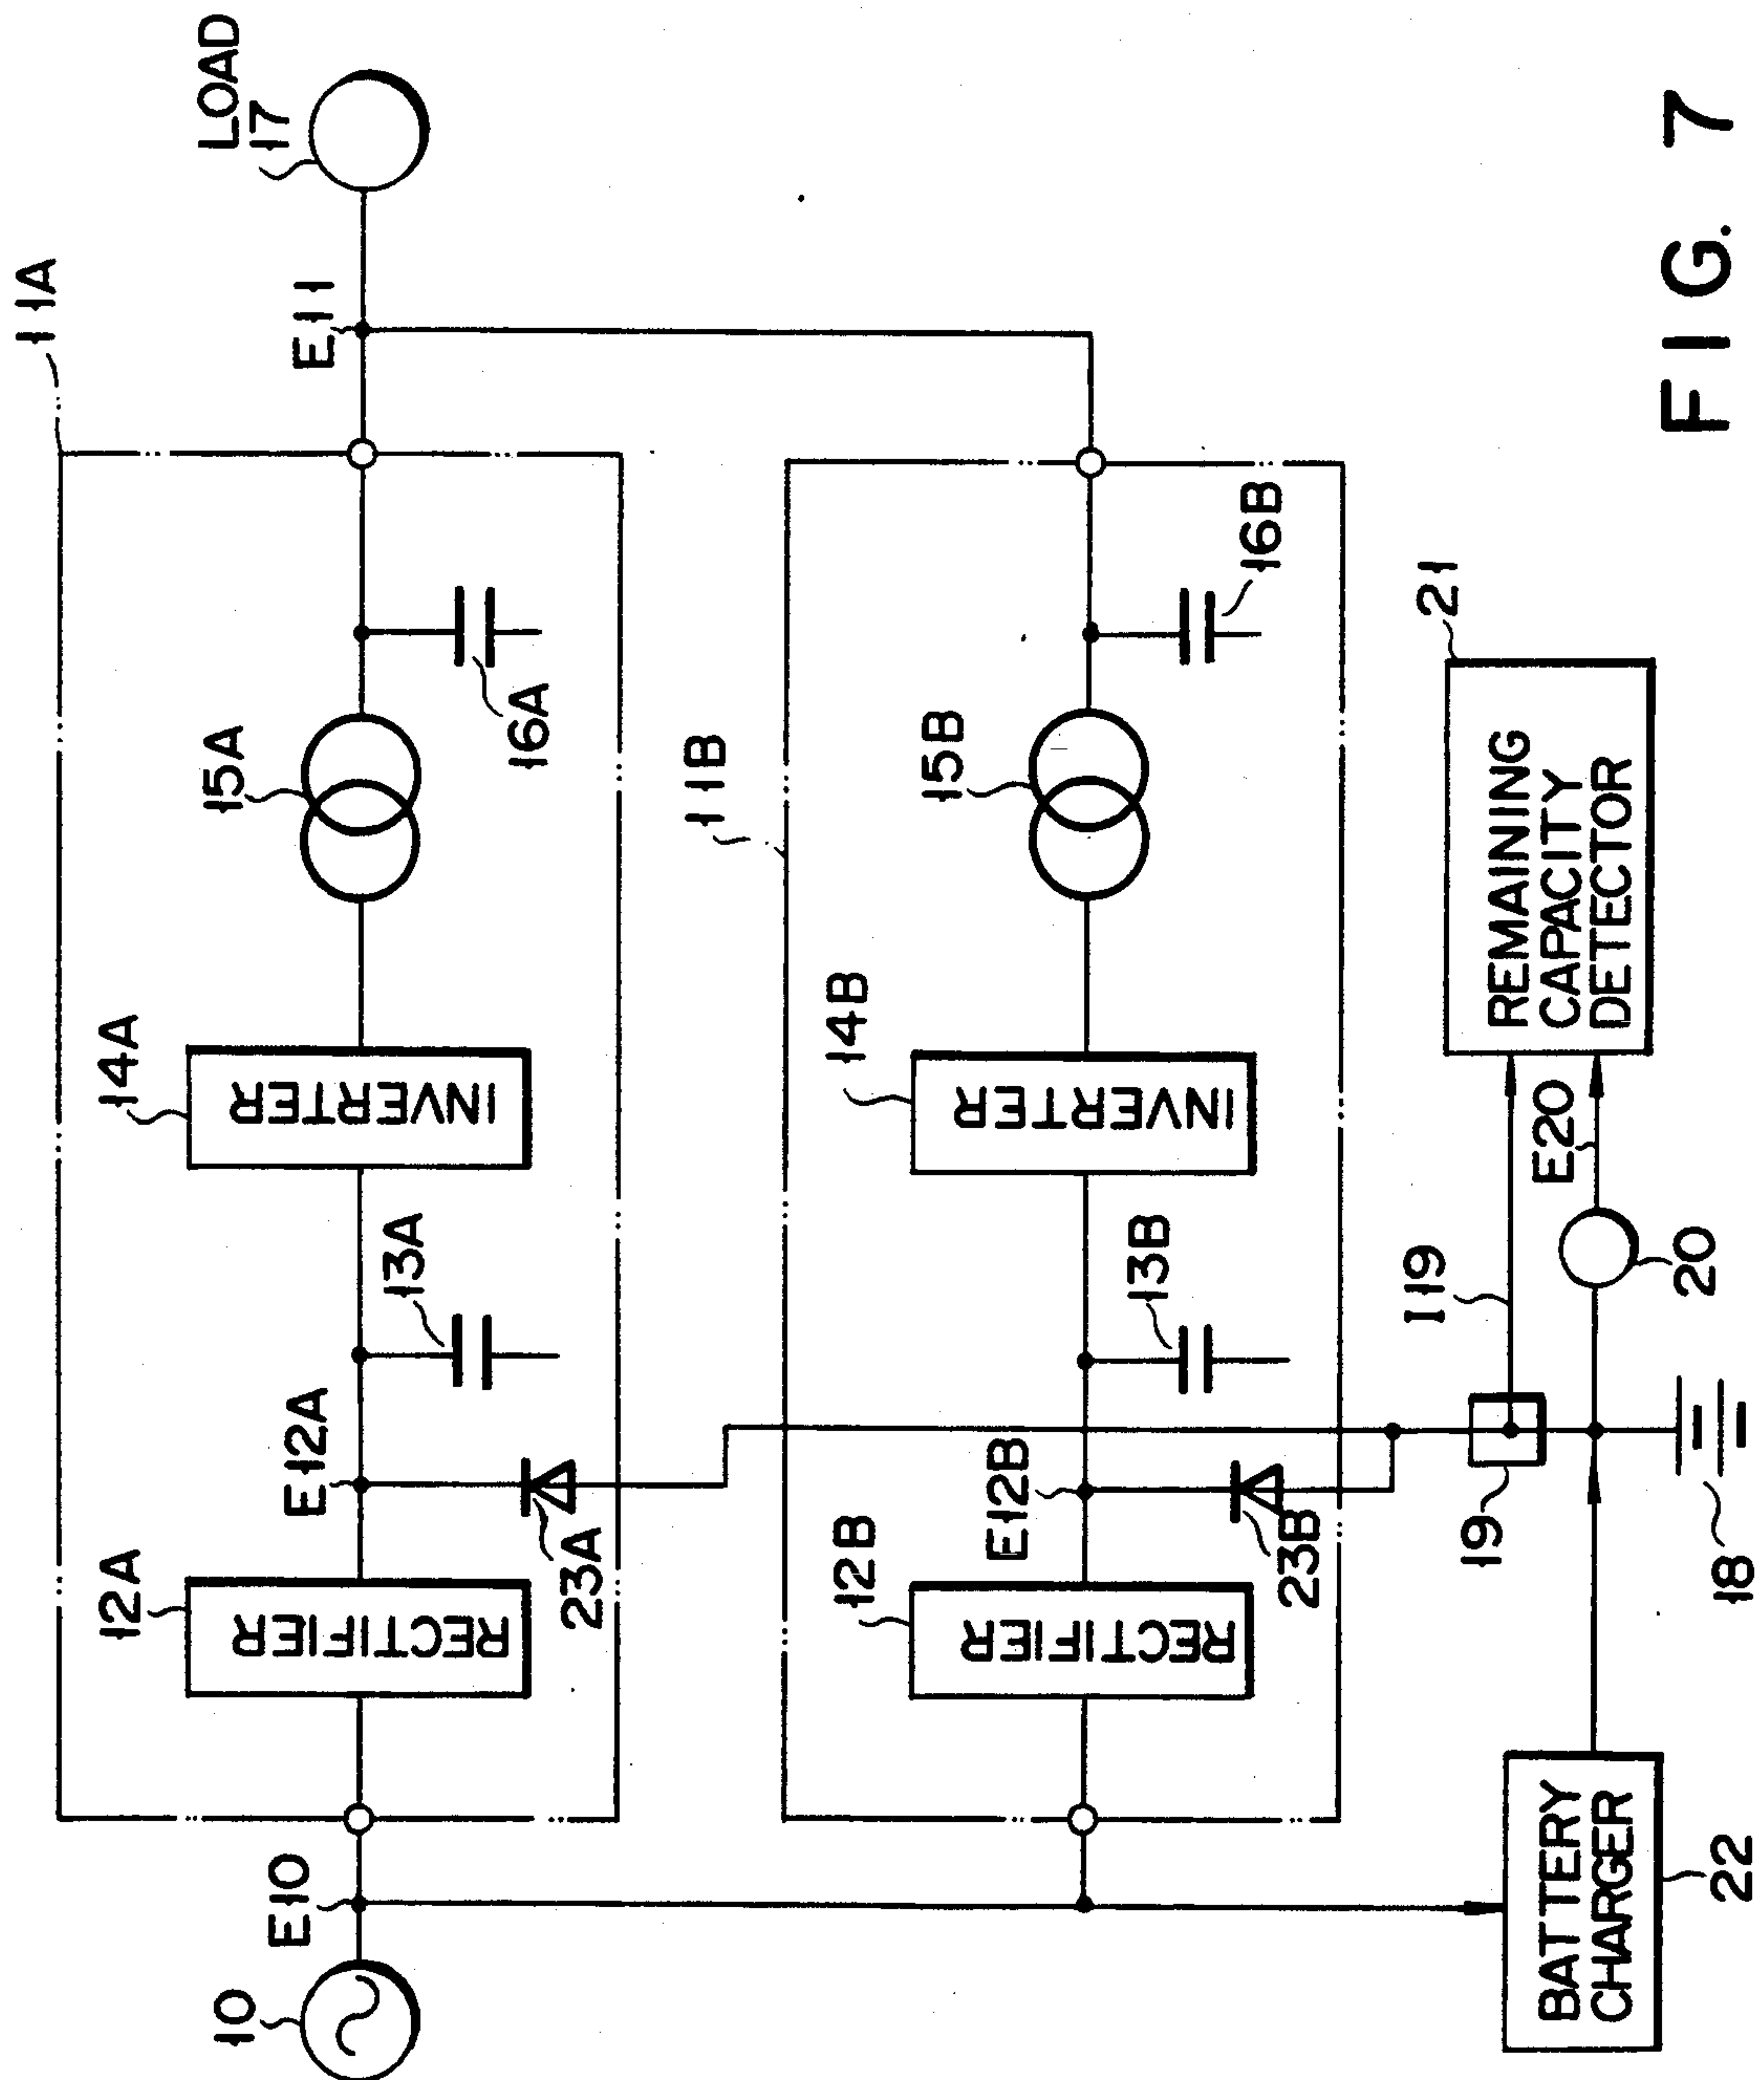 11A
E10
10
12A
RECTIFIER
E12A
23A
13A
14A
INVERTER
15A
16A
E11
LOAD
17
11B
12B
RECTIFIER
E12B
23B
13B
14B
INVERTER
15B
16B
BATTERY
CHARGER
22
19
18
I19
E20
20
REMAINING
CAPACITY
DETECTOR
21
FIG. 7